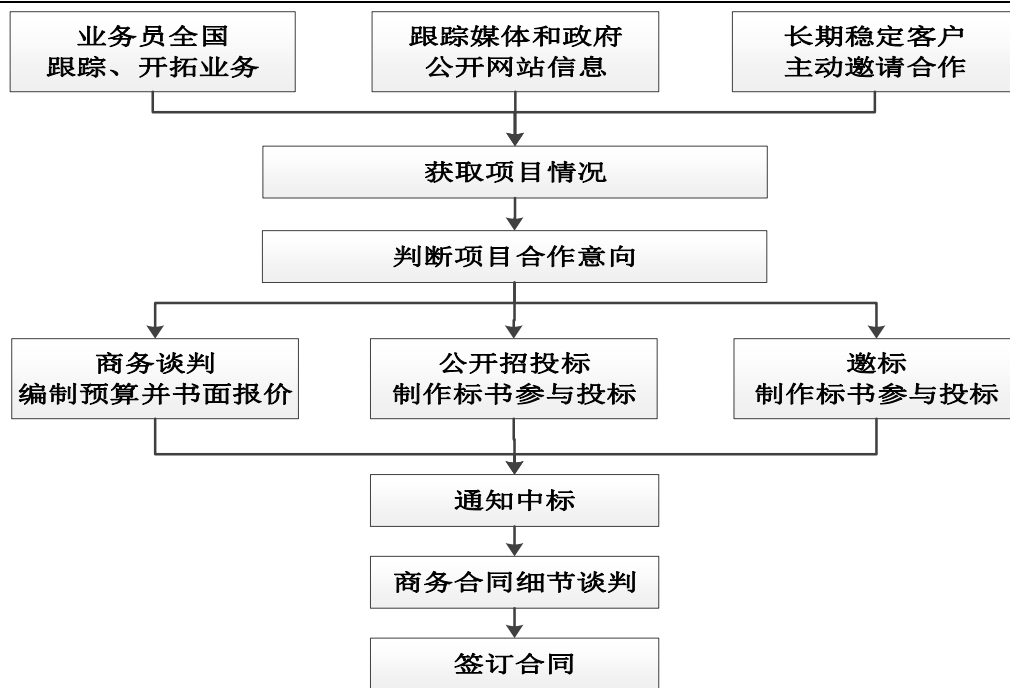 业务员全国
跟踪、开拓业务
跟踪媒体和政府
公开网站信息
长期稳定客户
主动邀请合作
获取项目情况
判断项目合作意向
商务谈判
编制预算并书面报价
公开招投标
制作标书参与投标
邀标
制作标书参与投标
通知中标
商务合同细节谈判
签订合同